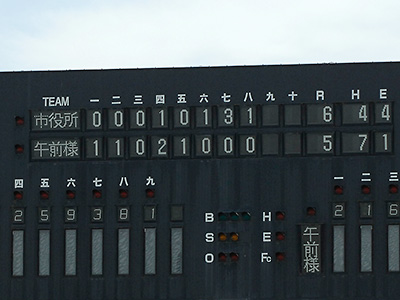 TEAM 一 二 三 四 五 六 七 八 九 十 R H E
市役所 0 0 0 1 0 1 3 1 6 4 4
午前様 1 1 0 2 1 0 0 0 5 7 1
四 五 六 七 八 九 一 二 三
2 5 9 3 8 1 B H 2 1 6
S E 午前様
O Fc